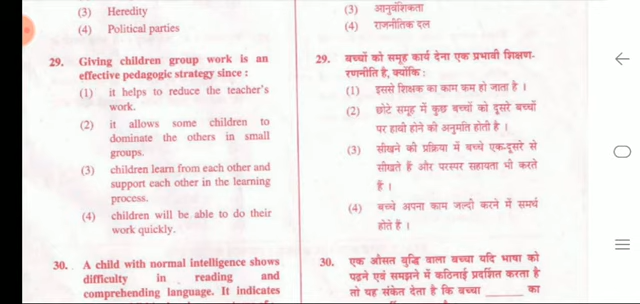 (3) Heredity
(4) Political parties
29. Giving children group work is an
effective pedagogic strategy since :
(1) it helps to reduce the teacher's
work.
(2) it allows some children to
dominate the others in small
groups.
(3) children learn from each other and
support each other in the learning
process.
(4) children will be able to do their
work quickly.
30. A child with normal intelligence shows
difficulty in reading and
comprehending language. It indicates
(3) आनुवंशिकता
(4) राजनीतिक दल
29. बच्चों को समूह कार्य देना एक प्रभावी शिक्षण-
रणनीति है, क्योंकि :
(1) इससे शिक्षक का काम कम हो जाता है ।
(2) छोटे समूह में कुछ बच्चों को दूसरे बच्चों
पर हावी होने की अनुमति होती है ।
(3) सीखने की प्रक्रिया में बच्चे एक-दूसरे से
सीखते हैं और परस्पर सहायता भी करते
हैं ।
(4) बच्चे अपना काम जल्दी करने में समर्थ
होते हैं ।
30. एक औसत बुद्धि वाला बच्चा यदि भाषा को
पढ़ने एवं समझने में कठिनाई प्रदर्शित करता है
तो यह संकेत देता है कि बच्चा ______ का